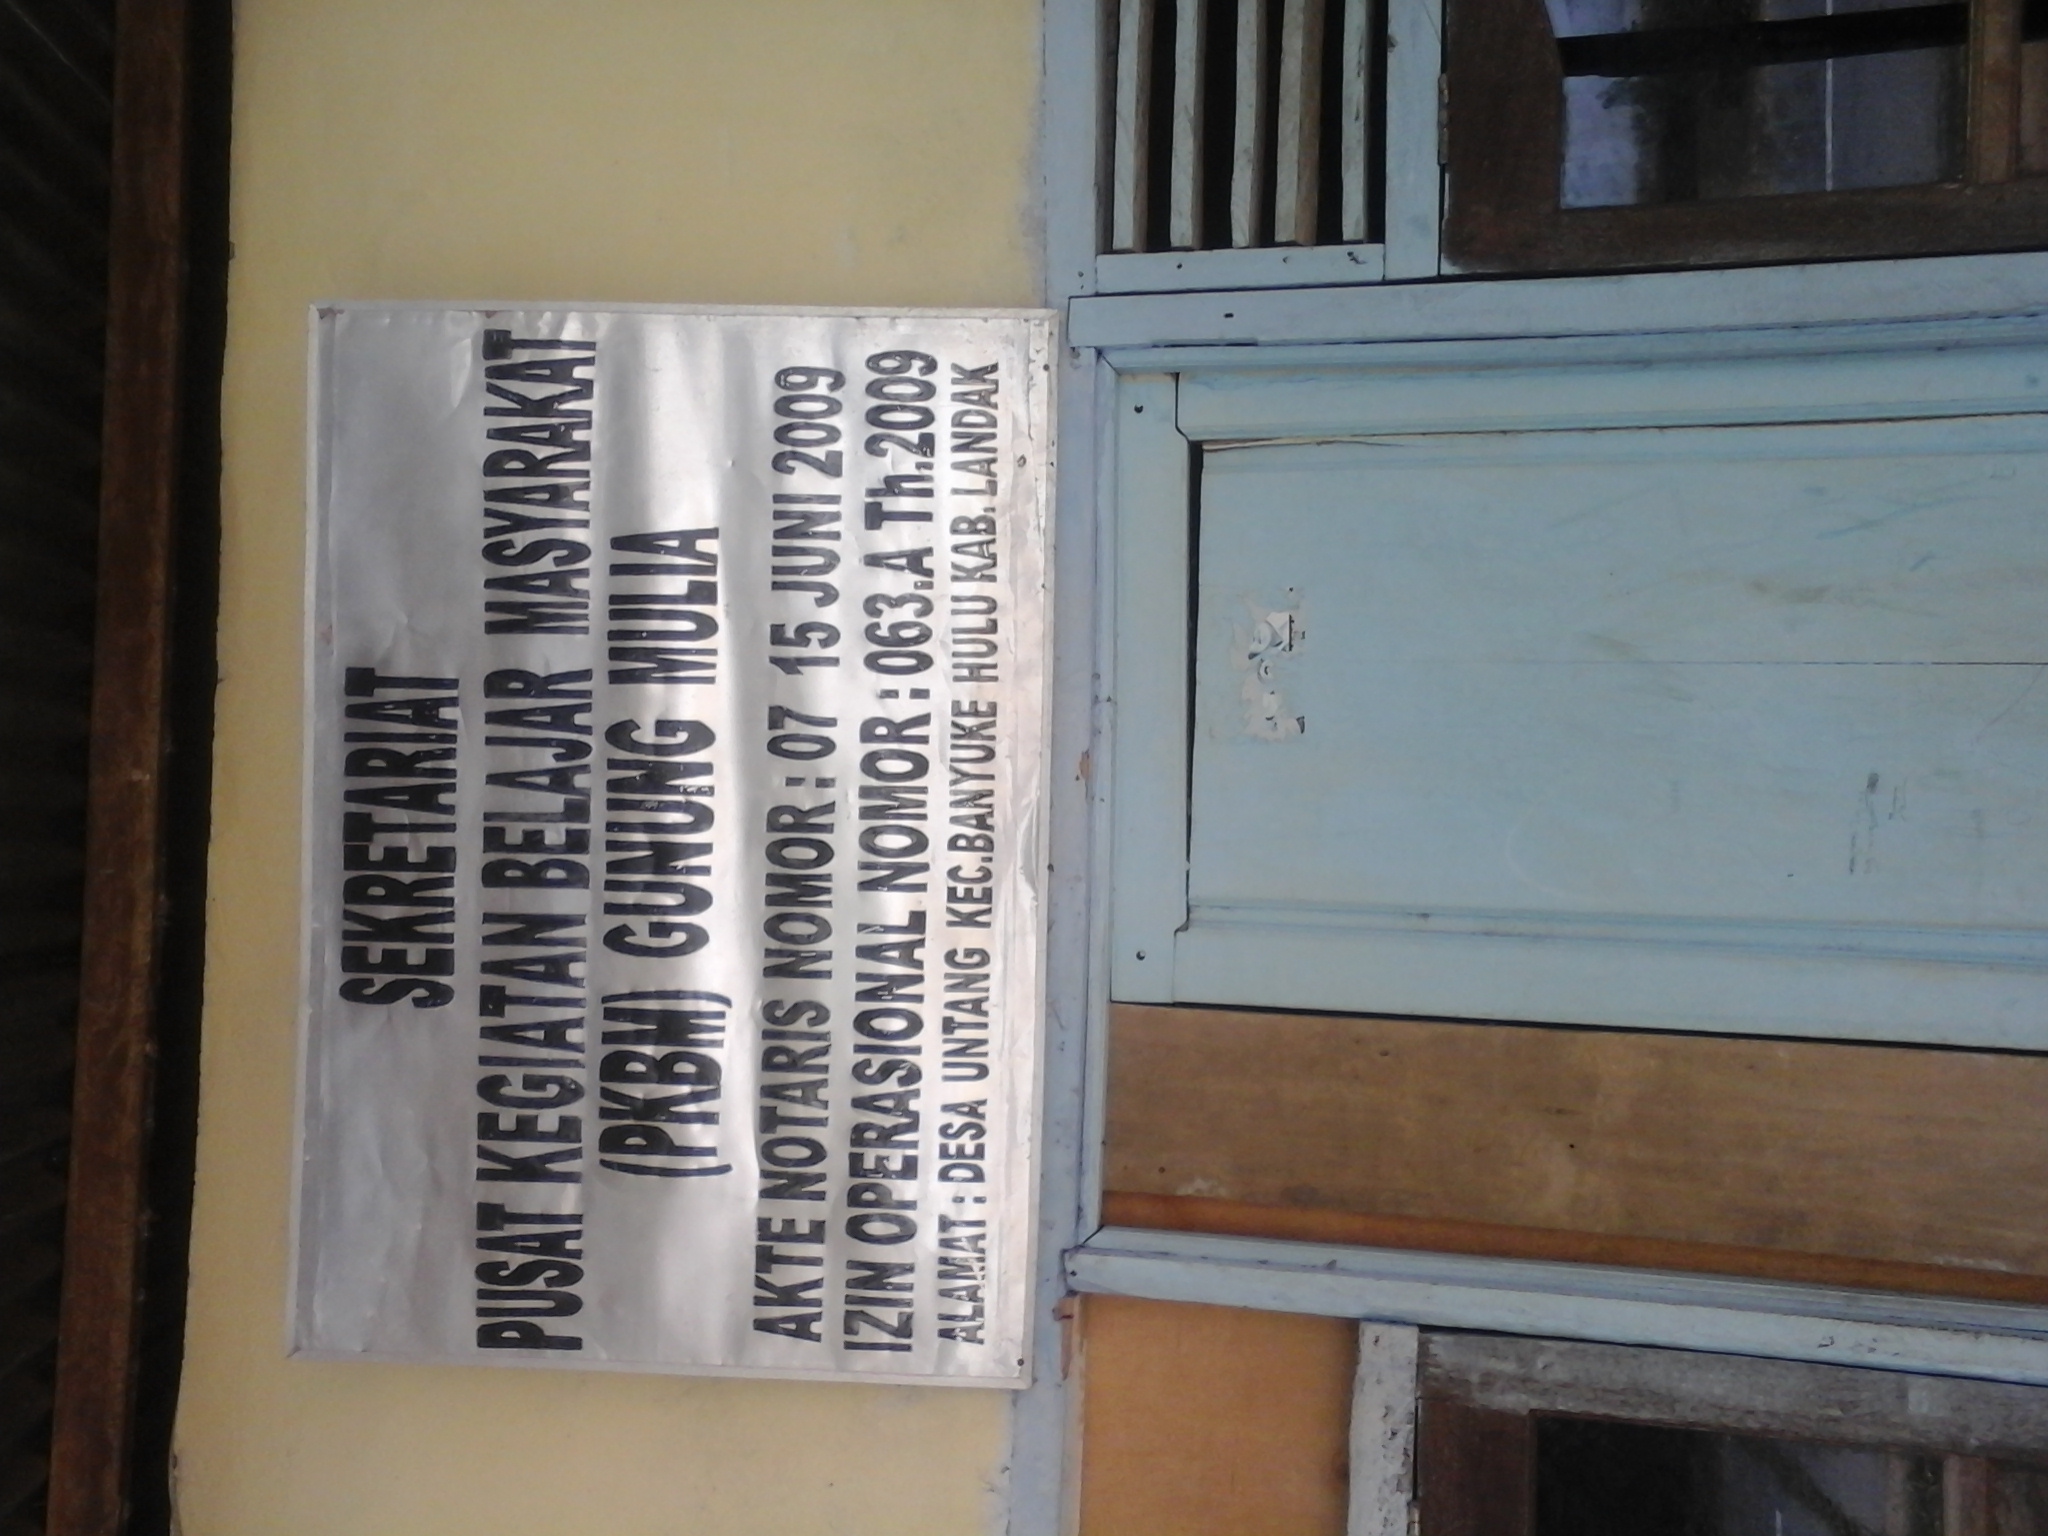 SEKRETARIAT
PUSAT KEGIATAN BELAJAR MASYARAKAT
(PKBM) GUNUNG MULIA
AKTE NOTARIS NOMOR : 07 15 JUNI 2009
IZIN OPERASIONAL NOMOR : 063.A Th.2009
ALAMAT : DESA UNTANG KEC.BANYUKE HULU KAB. LANDAK